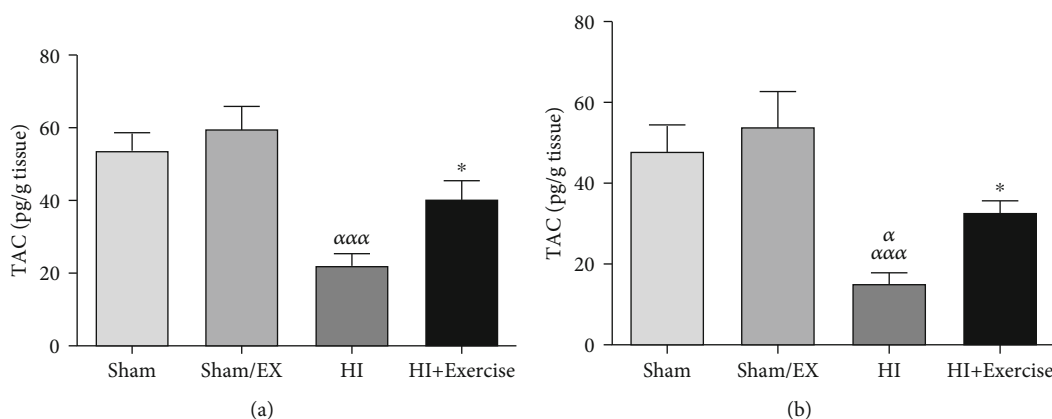 80
60
40
20
0
TAC (pg/g tissue)
ααα
*
Sham
Sham/EX
HI
HI+Exercise
(a)
80
60
40
20
0
TAC (pg/g tissue)
α
ααα
*
Sham
Sham/EX
HI
HI+Exercise
(b)